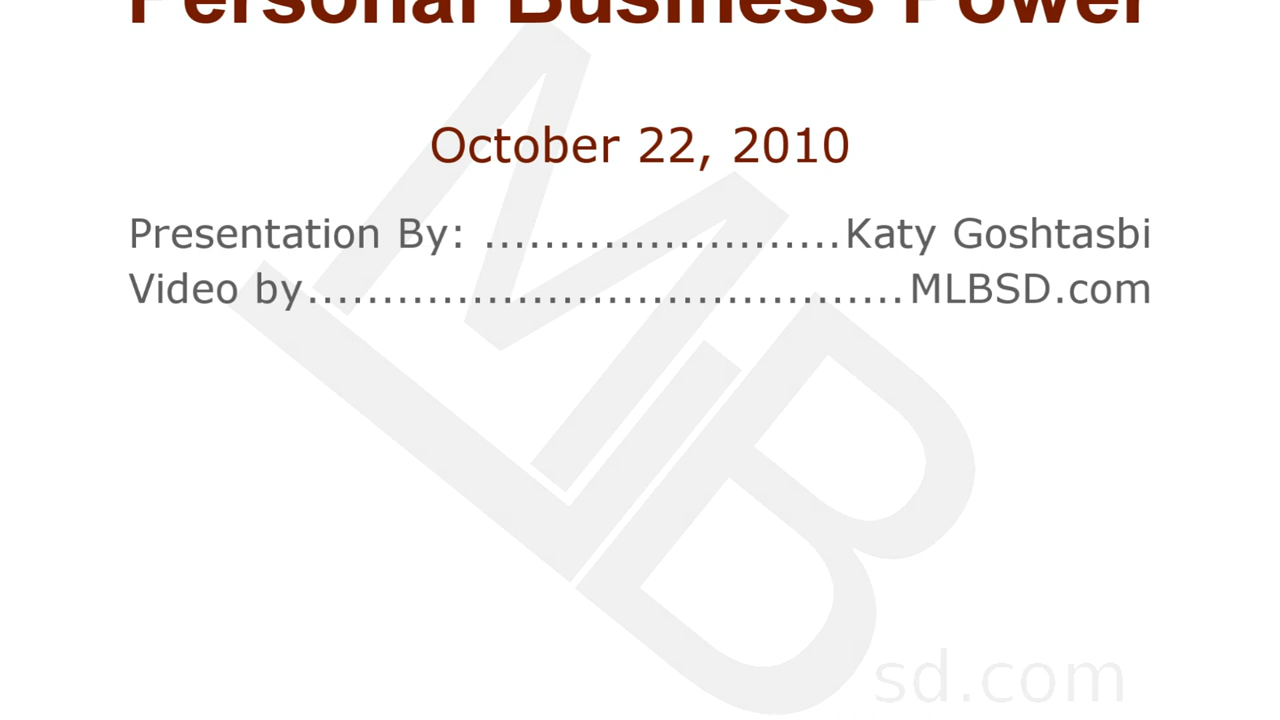 Personal Business Power
October 22, 2010
Presentation By: ........................Katy Goshtasbi
Video by........................................MLBSD.com
MLB
sd.com